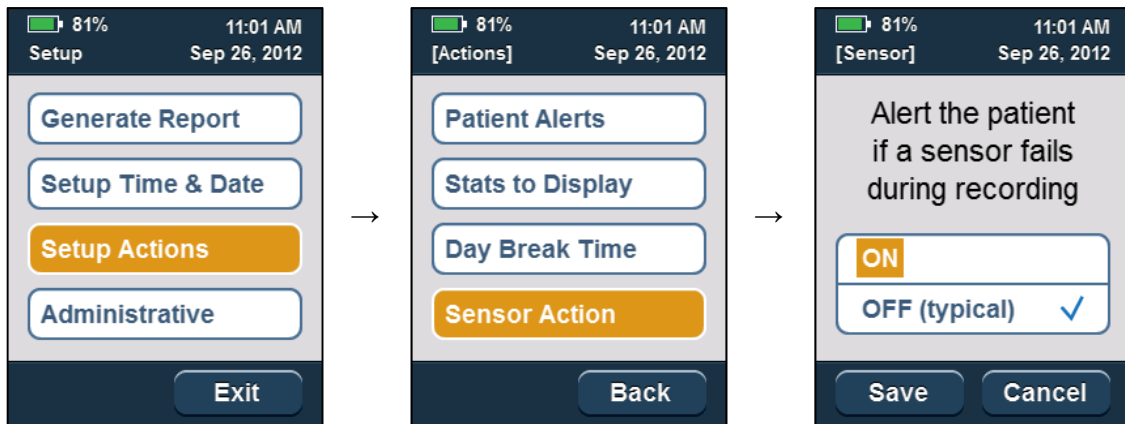 81% 11:01 AM
Setup Sep 26, 2012
Generate Report
Setup Time & Date
Setup Actions
Administrative
Exit
→
81% 11:01 AM
[Actions] Sep 26, 2012
Patient Alerts
Stats to Display
Day Break Time
Sensor Action
Back
→
81% 11:01 AM
[Sensor] Sep 26, 2012
Alert the patient
if a sensor fails
during recording
ON
OFF (typical) ✓
Save Cancel